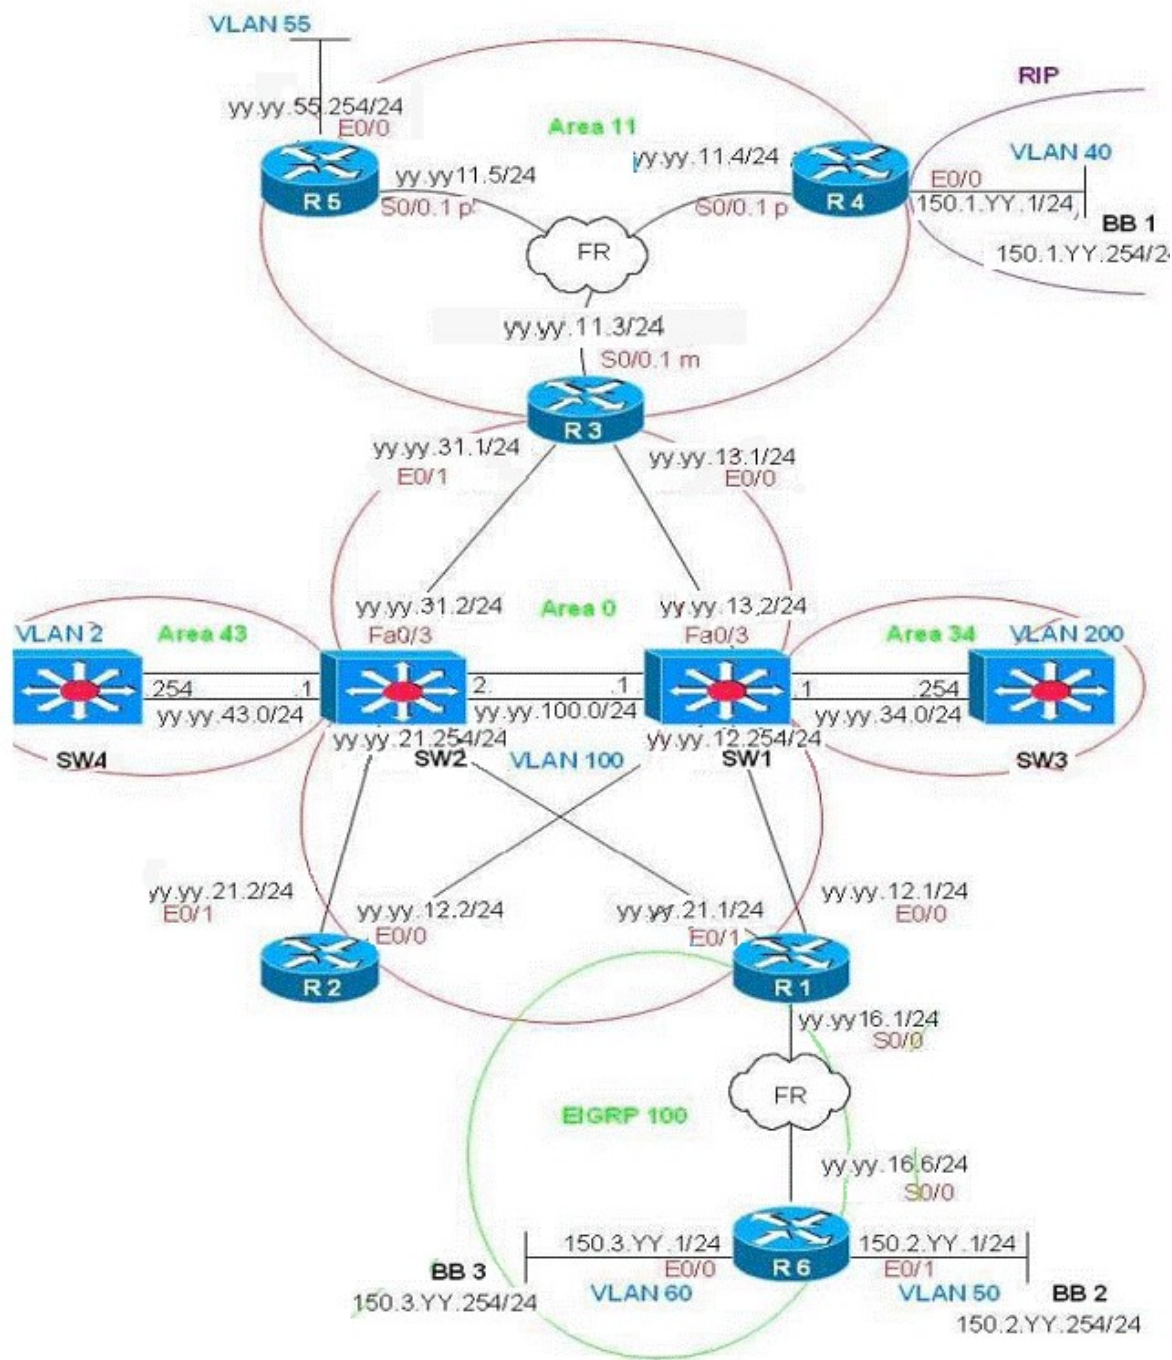 VLAN 55
RIP
yy.yy.55.254/24
E0/0
Area 11
yy.yy.11.4/24
VLAN 40
R 5
yy.yy11.5/24
S0/0.1 p
S0/0.1 p
R 4
E0/0
150.1.YY.1/24
BB 1
150.1.YY.254/24
FR
yy.yy.11.3/24
S0/0.1 m
R 3
yy.yy.31.1/24
E0/1
yy.yy.13.1/24
E0/0
yy.yy.31.2/24
Fa0/3
Area 0
yy.yy.13.2/24
Fa0/3
VLAN 2
Area 43
Area 34
VLAN 200
.254
.1
2.
.1
.1
.254
yy.yy.43.0/24
yy.yy.100.0/24
yy.yy.34.0/24
yy.yy.21.254/24
yy.yy.12.254/24
SW4
SW2
VLAN 100
SW1
SW3
yy.yy.21.2/24
E0/1
yy.yy.12.2/24
E0/0
yy.yy.21.1/24
E0/1
yy.yy.12.1/24
E0/0
R 2
R 1
yy.yy16.1/24
S0/0
FR
EIGRP 100
yy.yy.16.6/24
S0/0
150.3.YY.1/24
E0/0
R 6
150.2.YY.1/24
E0/1
BB 3
VLAN 60
VLAN 50
BB 2
150.3.YY.254/24
150.2.YY.254/24